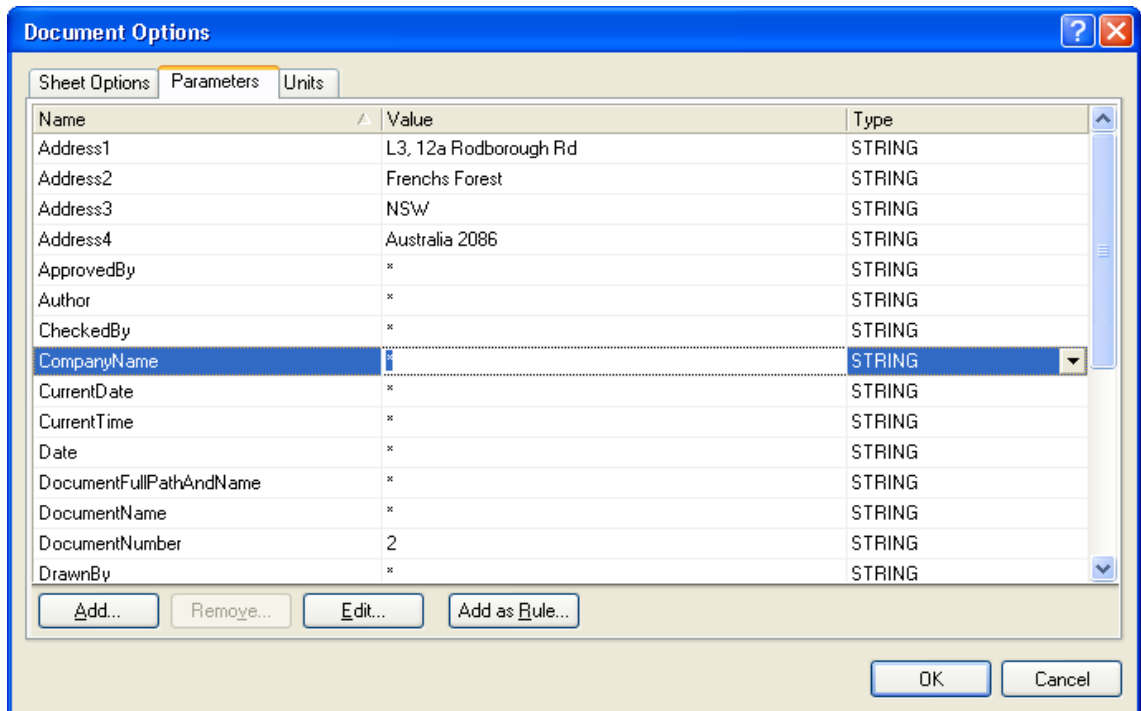 Document Options
Sheet Options Parameters Units
Name Value Type
Address1 L3, 12a Rodborough Rd STRING
Address2 Frenchs Forest STRING
Address3 NSW STRING
Address4 Australia 2086 STRING
ApprovedBy * STRING
Author * STRING
CheckedBy * STRING
CompanyName * STRING
CurrentDate * STRING
CurrentTime * STRING
Date * STRING
DocumentFullPathAndName * STRING
DocumentName * STRING
DocumentNumber 2 STRING
DrawnBy * STRING
Add... Remove... Edit... Add as Rule...
OK Cancel